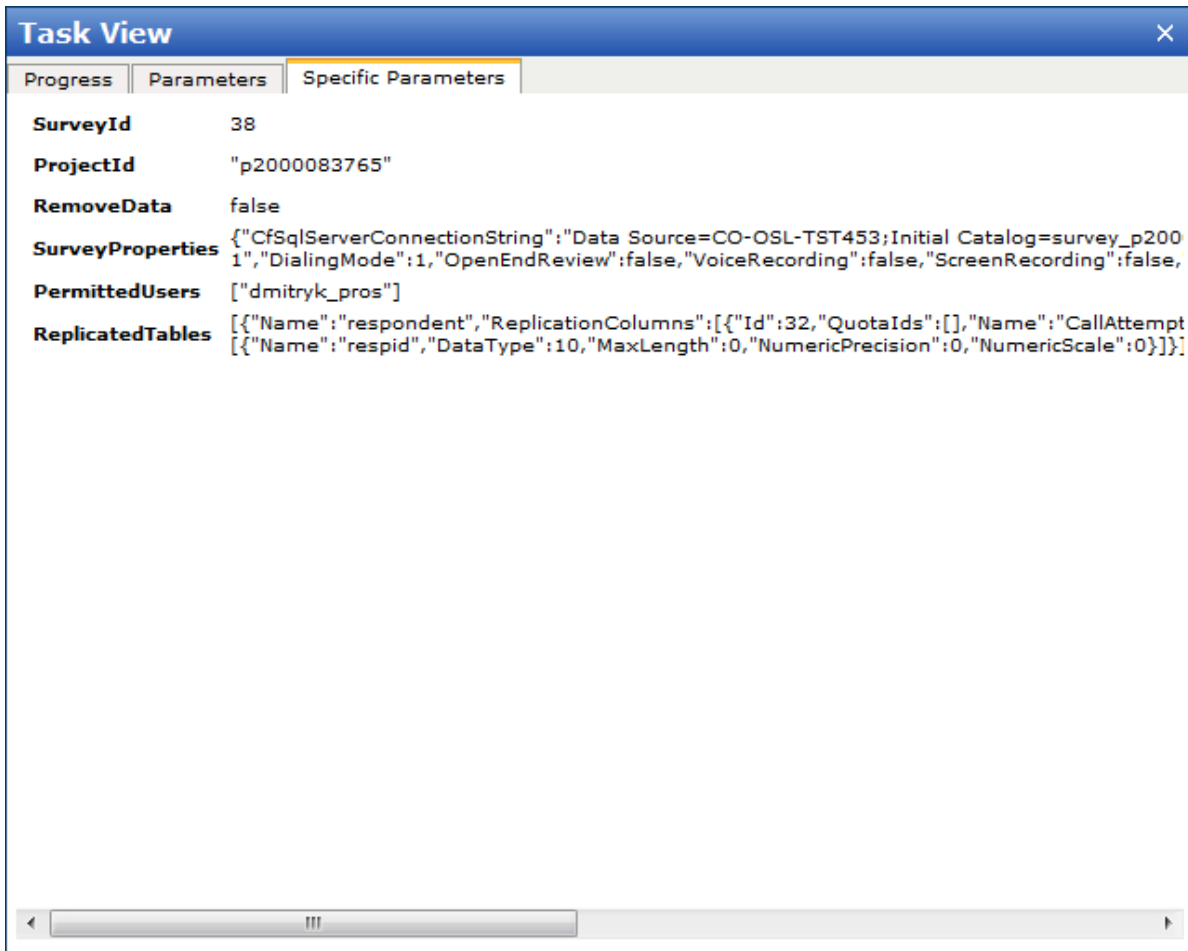 Task View
Progress Parameters Specific Parameters
SurveyId 38
ProjectId "p2000083765"
RemoveData false
SurveyProperties {"CfSqlServerConnectionString":"Data Source=CO-OSL-TST453;Initial Catalog=survey_p200
1","DialingMode":1,"OpenEndReview":false,"VoiceRecording":false,"ScreenRecording":false,
PermittedUsers ["dmitryk_pros"]
ReplicatedTables [{"Name":"respondent","ReplicationColumns":[{"Id":32,"QuotaIds":[],"Name":"CallAttempt
[{"Name":"respid","DataType":10,"MaxLength":0,"NumericPrecision":0,"NumericScale":0}]}]